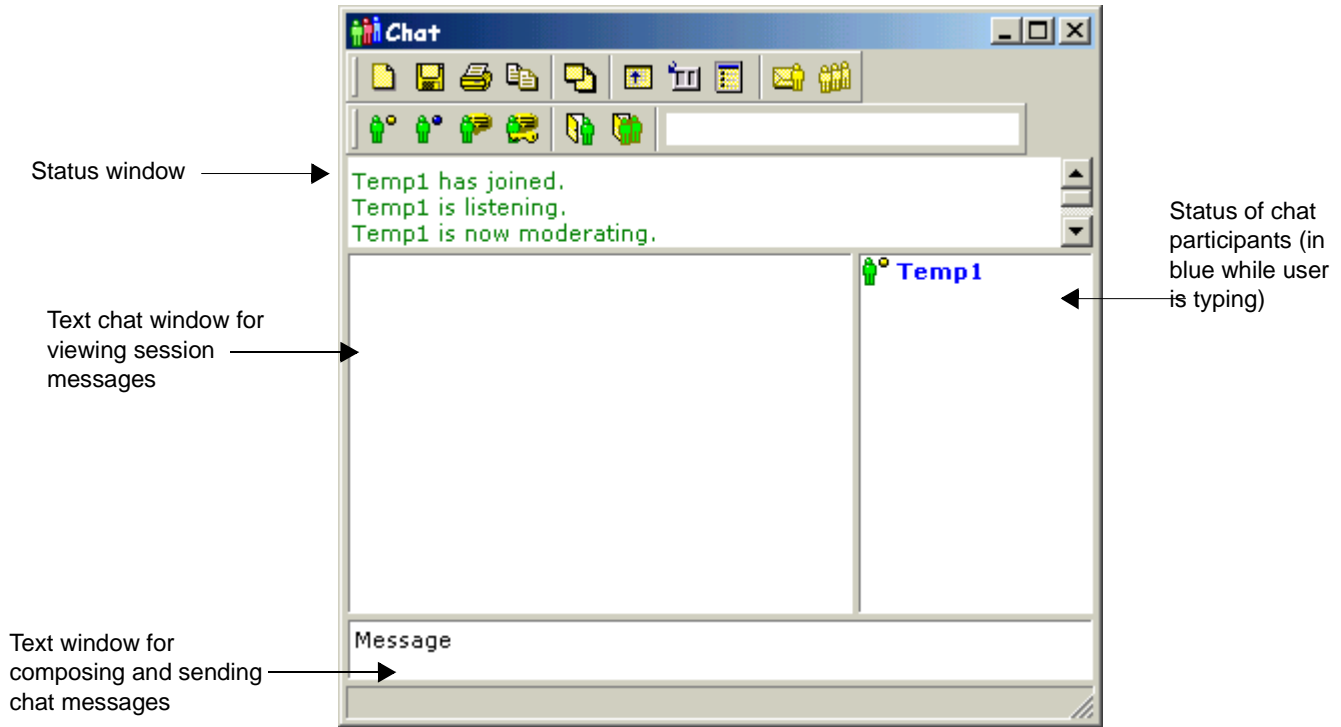 Chat
Status window
Temp1 has joined.
Temp1 is listening.
Temp1 is now moderating.
Status of chat
participants (in
blue while user
is typing)
Temp1
Text chat window for
viewing session
messages
Text window for
composing and sending
chat messages
Message